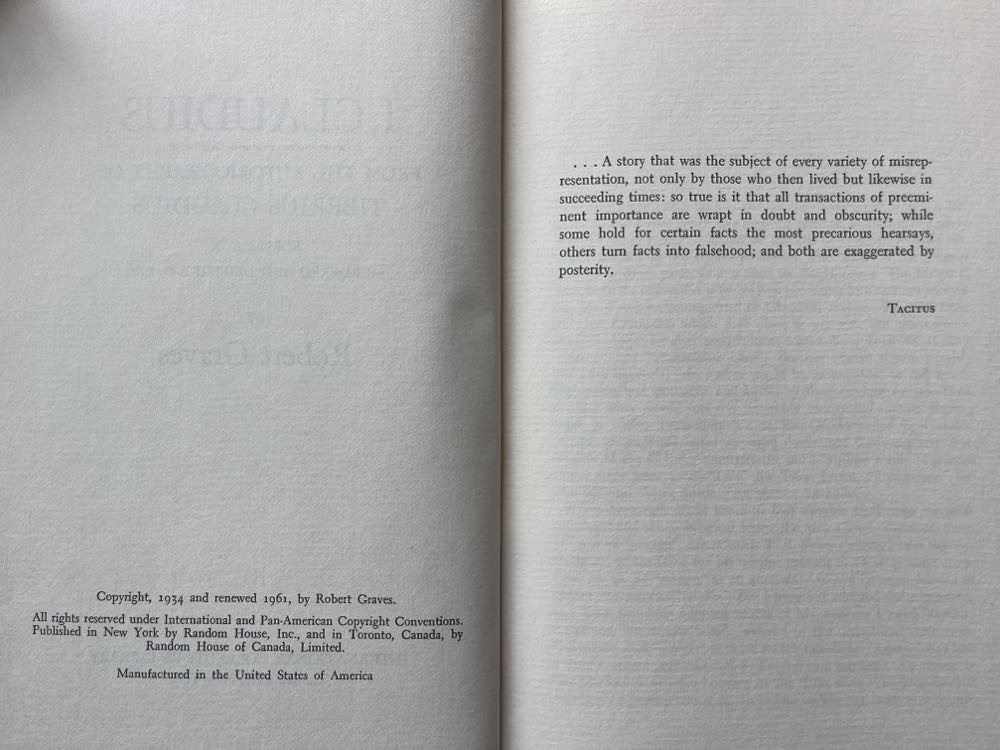 Copyright, 1934 and renewed 1961, by Robert Graves.
All rights reserved under International and Pan-American Copyright Conventions.
Published in New York by Random House, Inc., and in Toronto, Canada, by
Random House of Canada, Limited.
Manufactured in the United States of America
. . . A story that was the subject of every variety of misrep-
resentation, not only by those who then lived but likewise in
succeeding times: so true is it that all transactions of preemi-
nent importance are wrapt in doubt and obscurity; while
some hold for certain facts the most precarious hearsays,
others turn facts into falsehood; and both are exaggerated by
posterity.
Tacitus